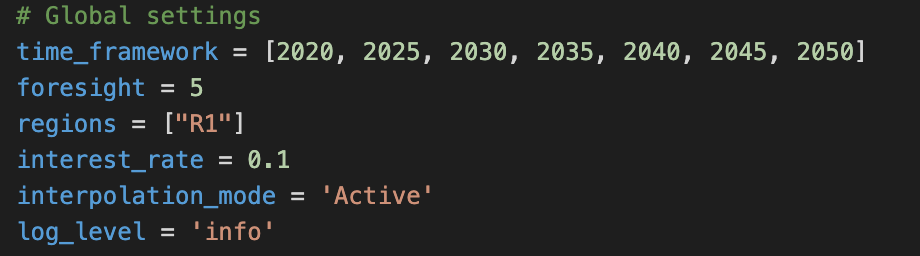 # Global settings
time_framework = [2020, 2025, 2030, 2035, 2040, 2045, 2050]
foresight = 5
regions = ["R1"]
interest_rate = 0.1
interpolation_mode = 'Active'
log_level = 'info'